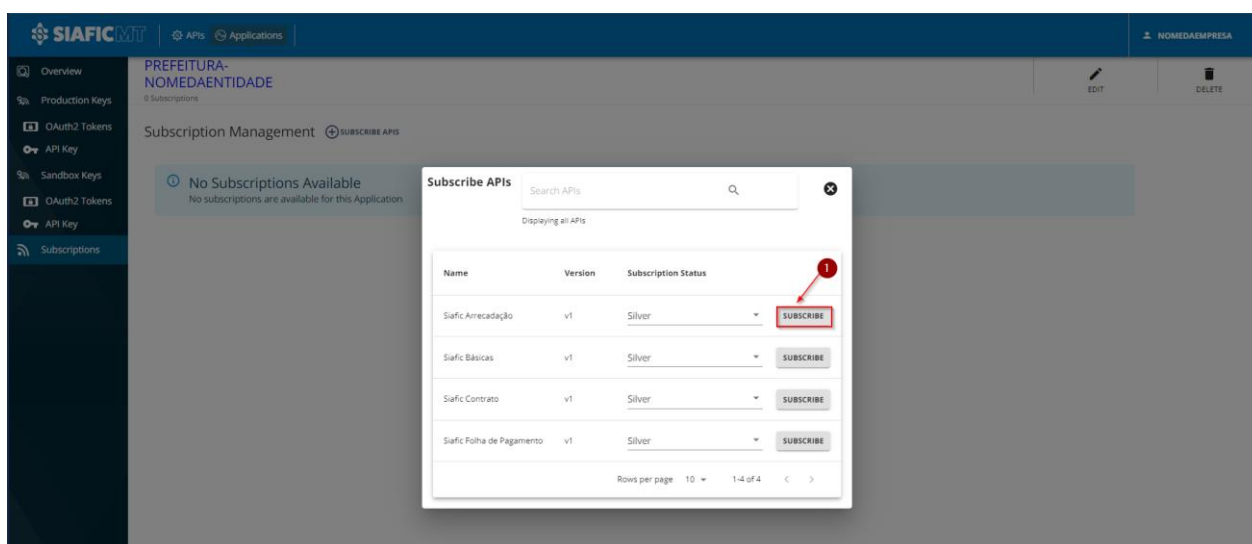 SIAFICMT
APIs
Applications
NOMEDAEMPRESA
Overview
Production Keys
OAuth2 Tokens
API Key
Sandbox Keys
OAuth2 Tokens
API Key
Subscriptions
PREFEITURA-
NOMEDAENTIDADE
0 Subscriptions
EDIT
DELETE
Subscription Management
SUBSCRIBE APIS
No Subscriptions Available
No subscriptions are available for this Application
Subscribe APIs
Search APIs
Displaying all APIs
Name Version Subscription Status
1
Siafic Arrecadação v1 Silver SUBSCRIBE
Siafic Básicas v1 Silver SUBSCRIBE
Siafic Contrato v1 Silver SUBSCRIBE
Siafic Folha de Pagamento v1 Silver SUBSCRIBE
Rows per page 10 1-4 of 4